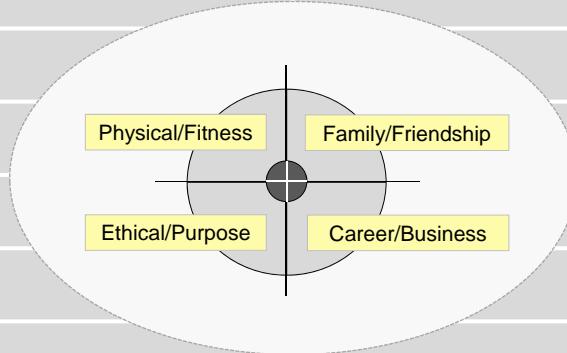 Physical/Fitness
Family/Friendship
Ethical/Purpose
Career/Business